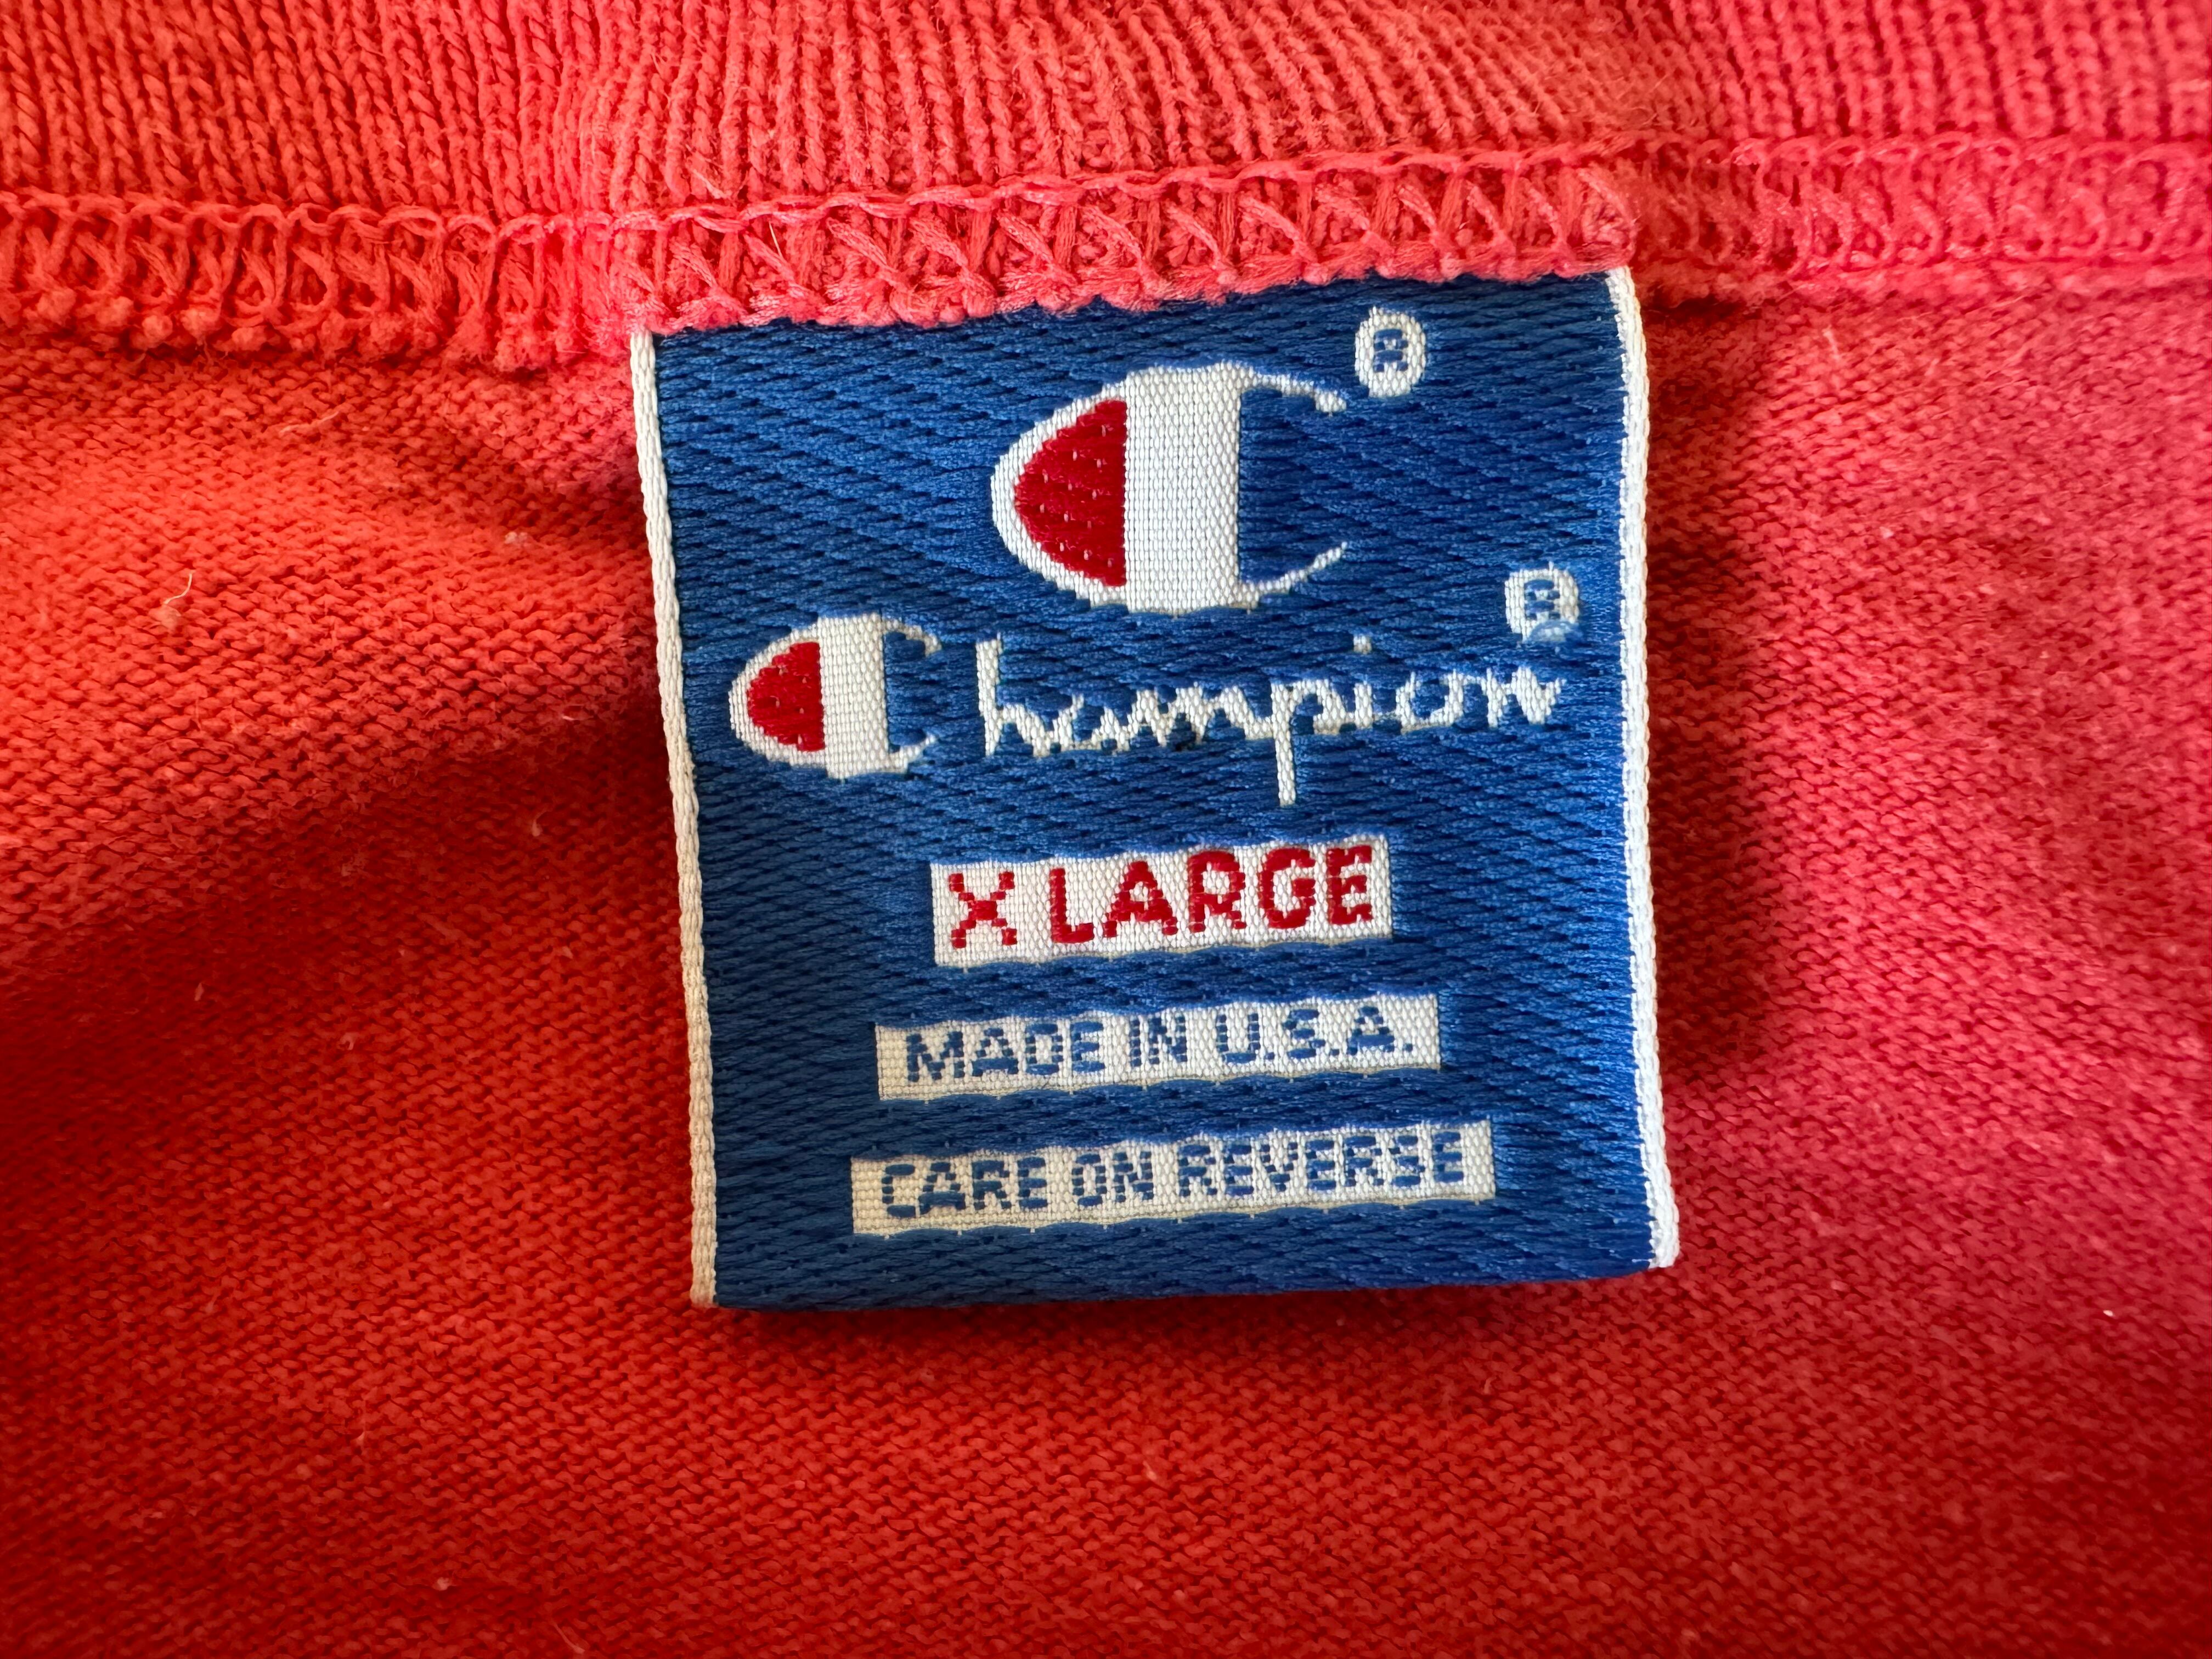 C®
Champion®
X LARGE
MADE IN U.S.A.
CARE ON REVERSE